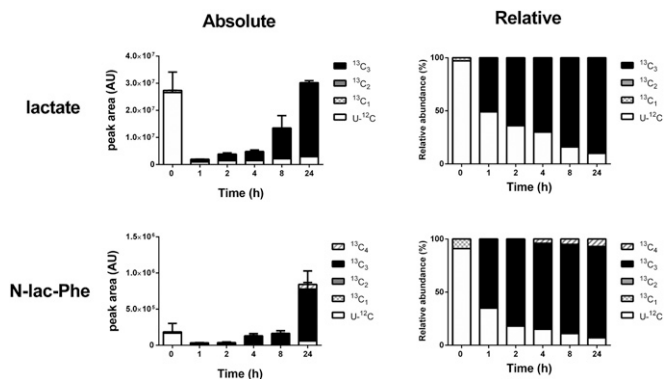 Absolute
Relative
lactate
peak area (AU)
4.0×10⁷
3.0×10⁷
2.0×10⁷
1.0×10⁷
0
0 1 2 4 8 24
Time (h)
¹³C₃
¹³C₂
¹³C₁
U-¹²C
Relative abundance (%)
100
50
0
0 1 2 4 8 24
Time (h)
¹³C₃
¹³C₂
¹³C₁
U-¹²C
N-lac-Phe
peak area (AU)
1.5×10⁶
1.0×10⁶
5.0×10⁵
0
0 1 2 4 8 24
Time (h)
¹³C₄
¹³C₃
¹³C₂
¹³C₁
U-¹²C
Relative abundance (%)
100
50
0
0 1 2 4 8 24
Time (h)
¹³C₄
¹³C₃
¹³C₂
¹³C₁
U-¹²C